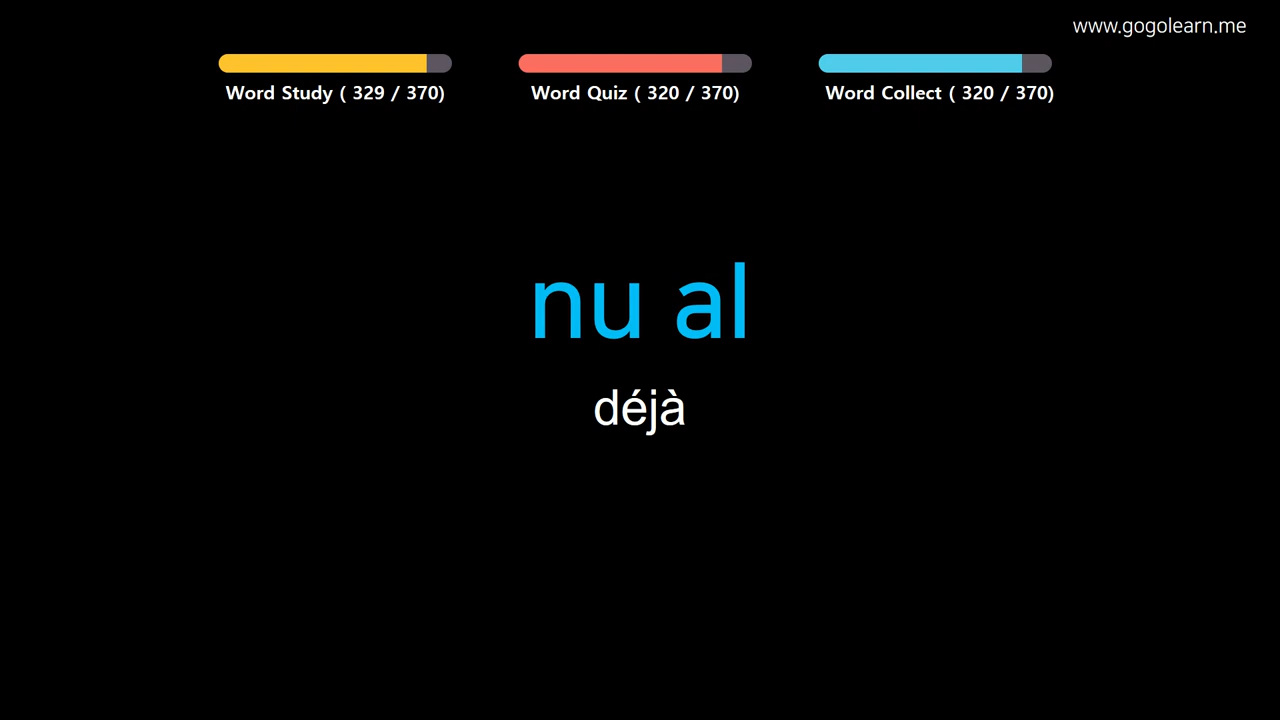 www.gogolearn.me
Word Study ( 329 / 370)
Word Quiz ( 320 / 370)
Word Collect ( 320 / 370)
nu al
déjà